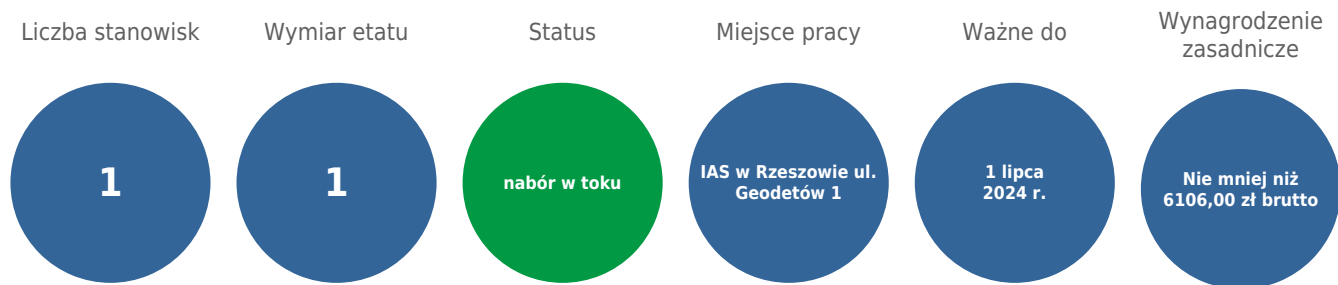 Liczba stanowisk
1
Wymiar etatu
1
Status
nabór w toku
Miejsce pracy
IAS w Rzeszowie ul.
Geodetów 1
Ważne do
1 lipca
2024 r.
Wynagrodzenie
zasadnicze
Nie mniej niż
6106,00 zł brutto